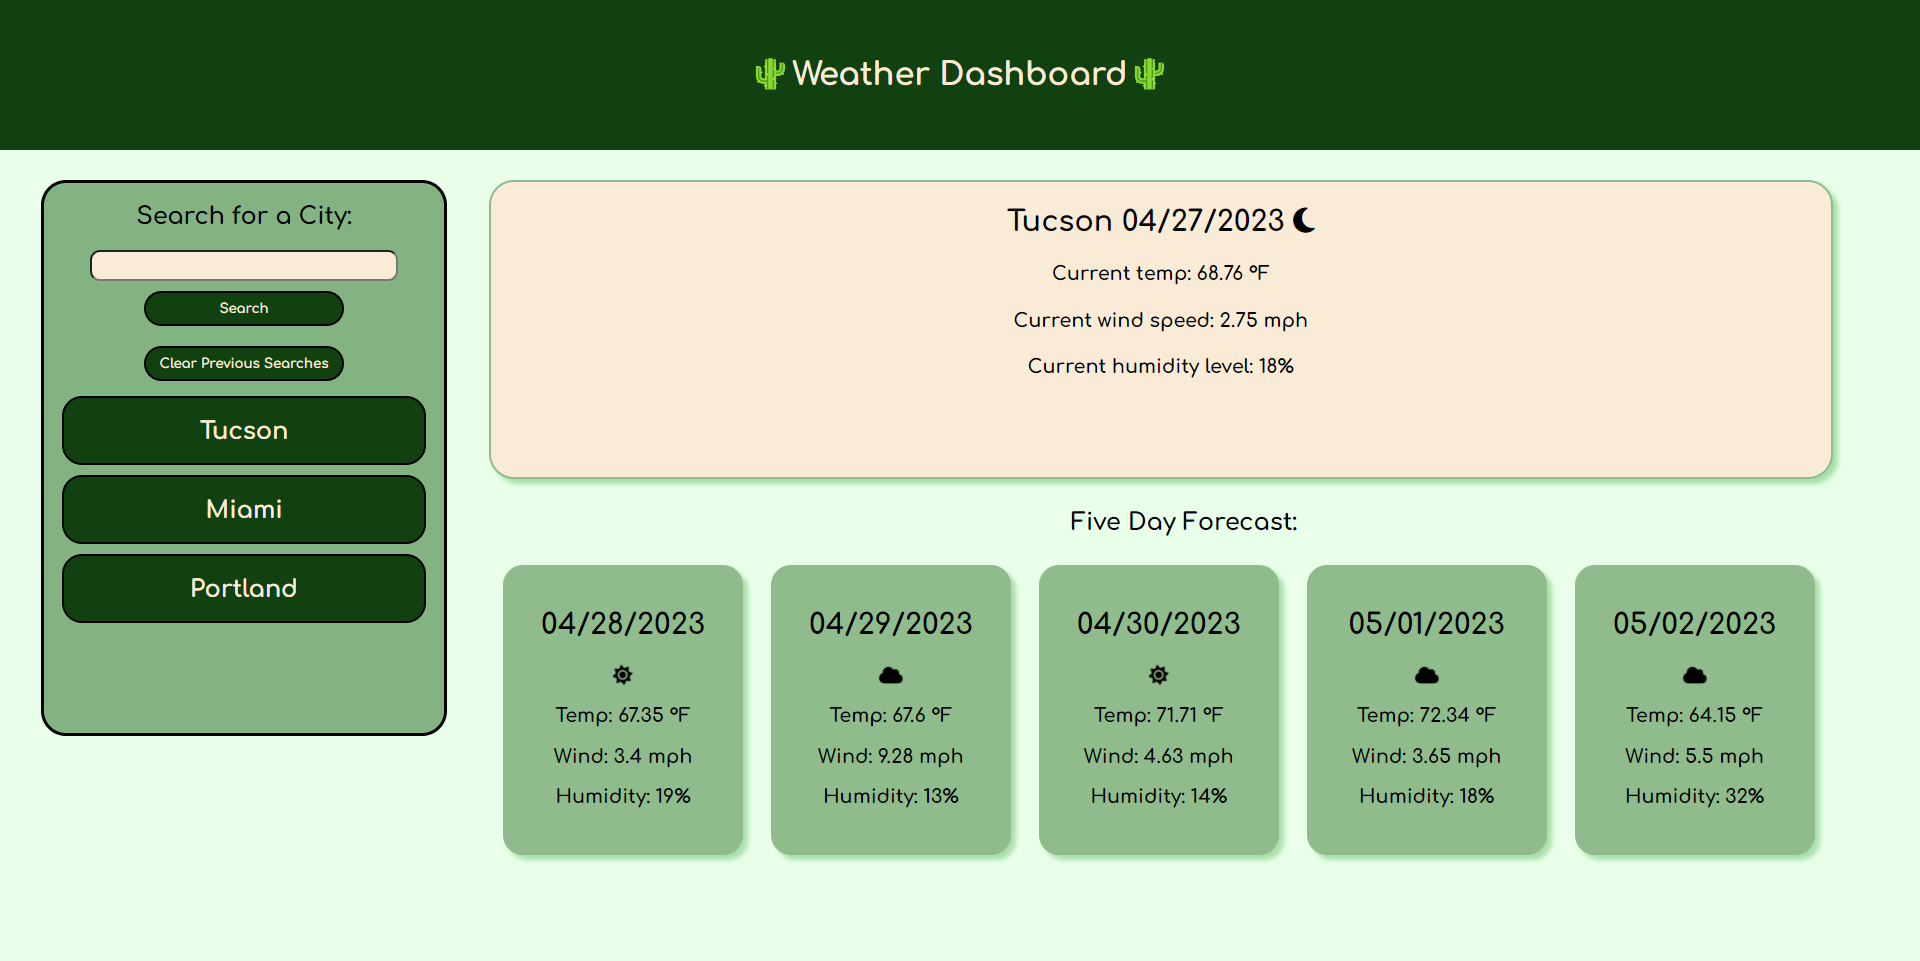 Weather Dashboard
Search for a City:
Search
Clear Previous Searches
Tucson
Miami
Portland
Tucson 04/27/2023
Current temp: 68.76 °F
Current wind speed: 2.75 mph
Current humidity level: 18%
Five Day Forecast:
04/28/2023
Temp: 67.35 °F
Wind: 3.4 mph
Humidity: 19%
04/29/2023
Temp: 67.6 °F
Wind: 9.28 mph
Humidity: 13%
04/30/2023
Temp: 71.71 °F
Wind: 4.63 mph
Humidity: 14%
05/01/2023
Temp: 72.34 °F
Wind: 3.65 mph
Humidity: 18%
05/02/2023
Temp: 64.15 °F
Wind: 5.5 mph
Humidity: 32%